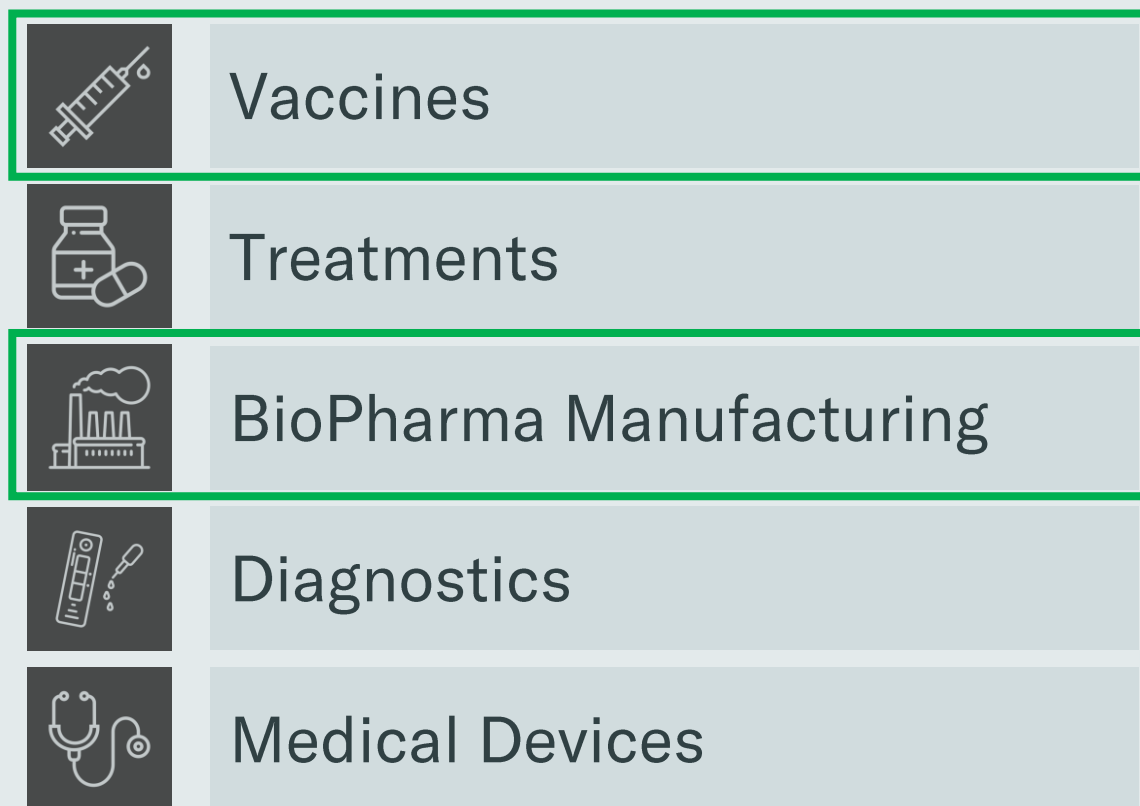 Vaccines
Treatments
BioPharma Manufacturing
Diagnostics
Medical Devices